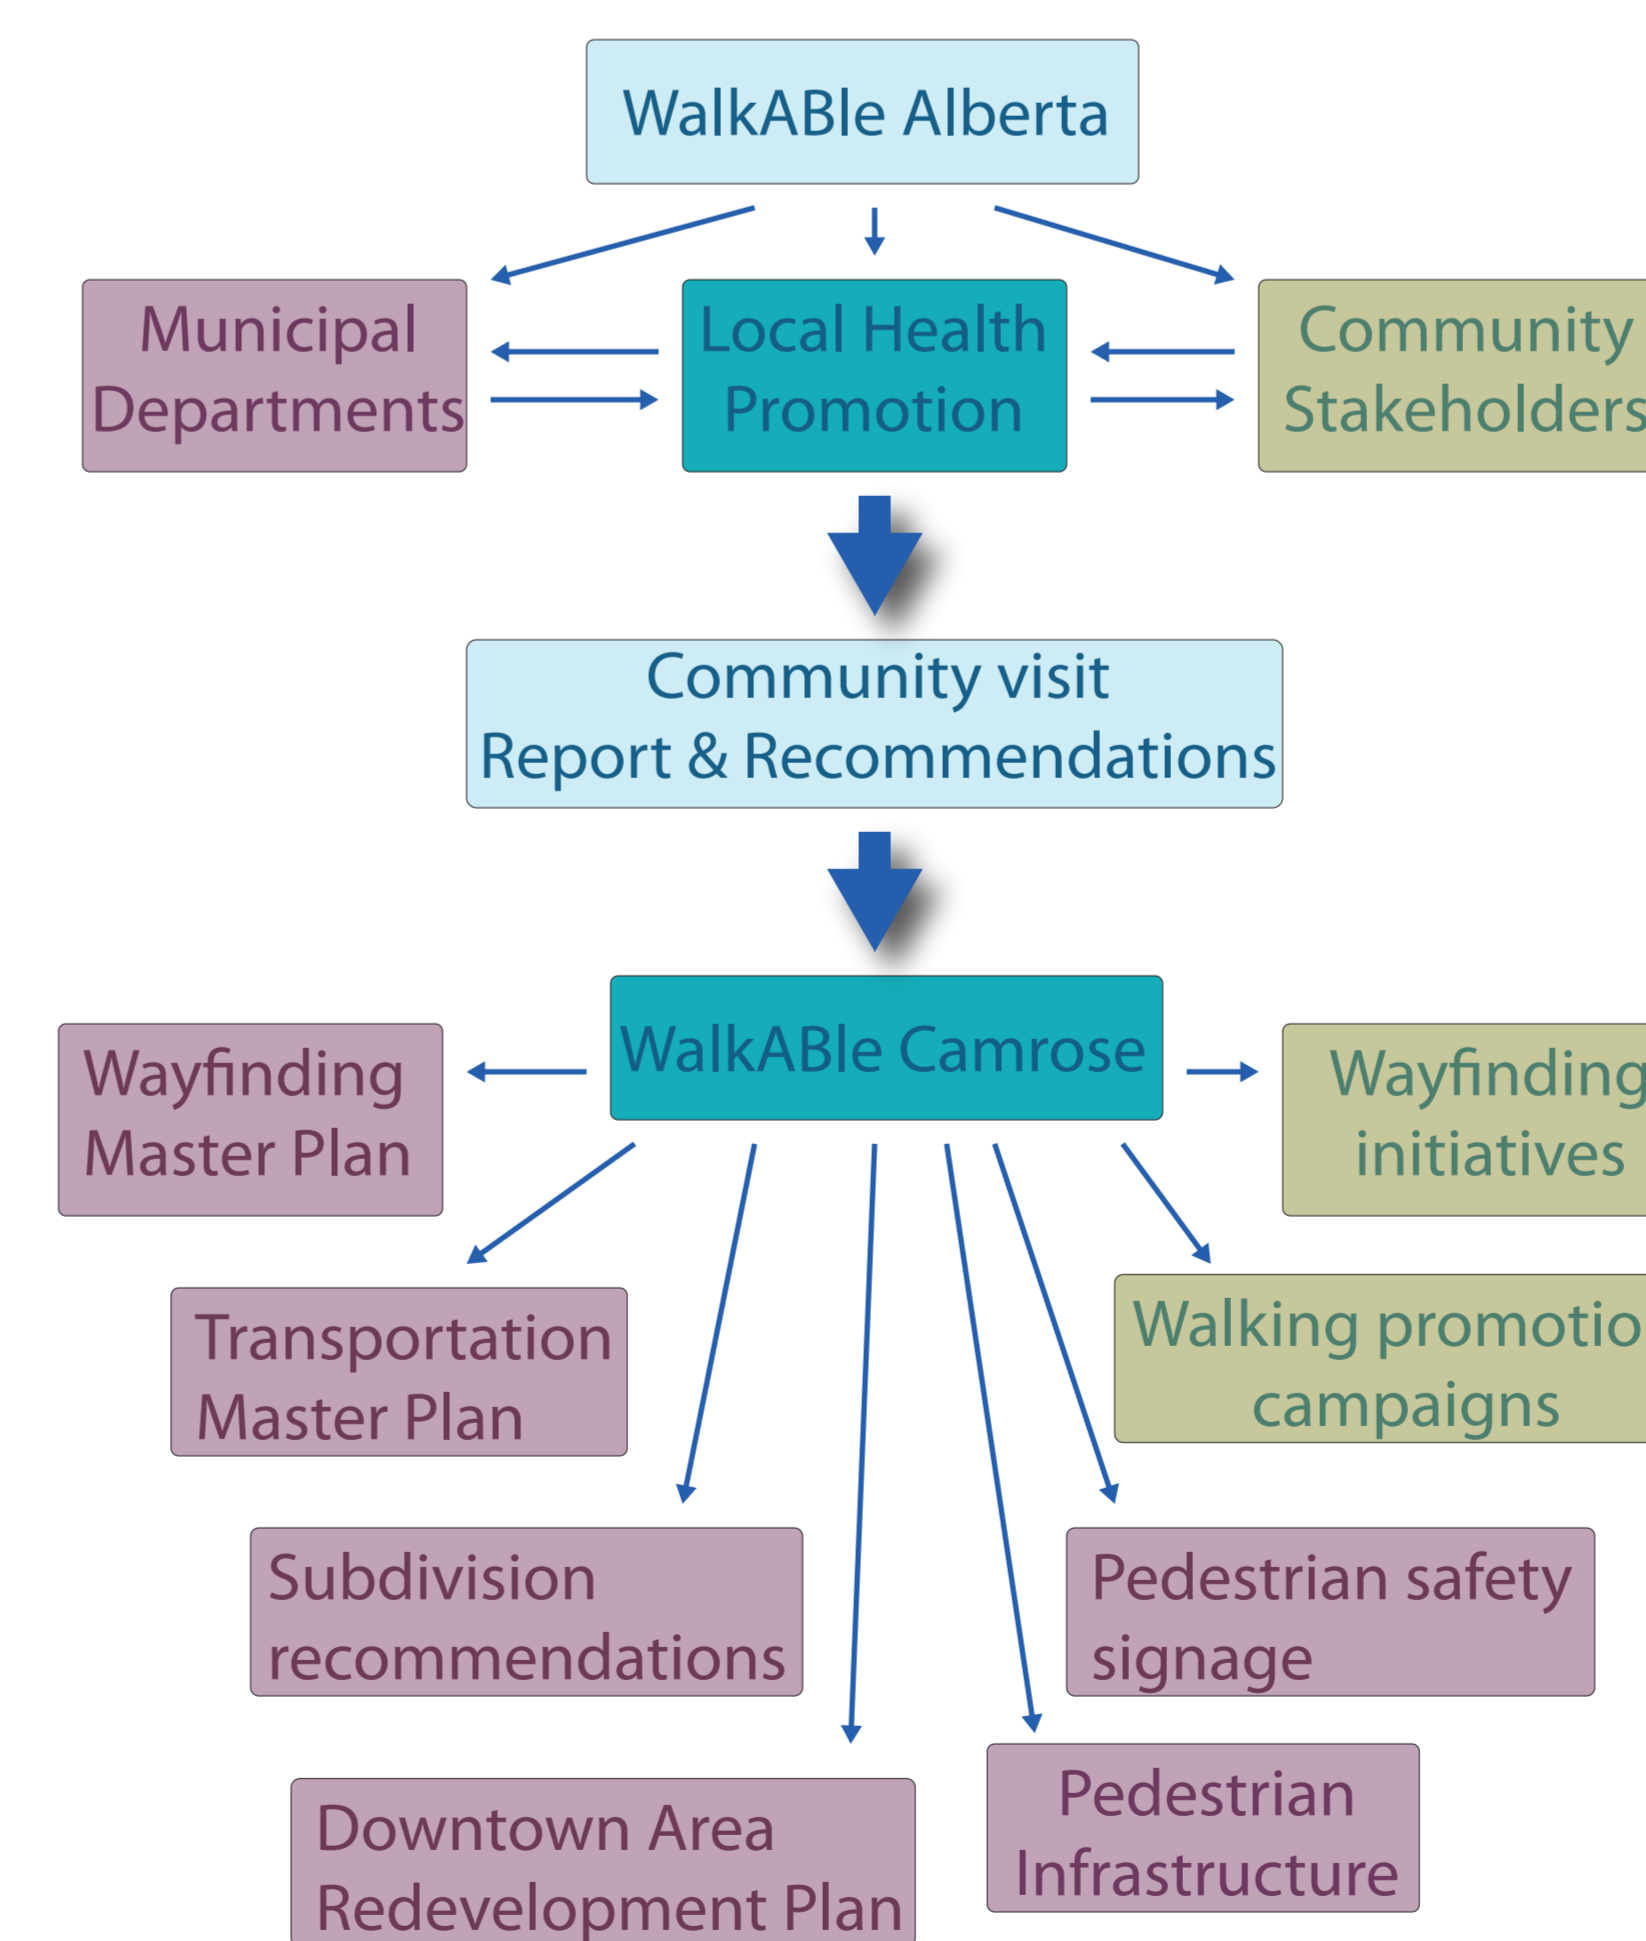 WalkABle Alberta
Municipal
Departments
Local Health
Promotion
Community
Stakeholders
Community visit
Report & Recommendations
WalkABle Camrose
Wayfinding
Master Plan
Wayfinding
initiatives
Transportation
Master Plan
Walking promotio
campaigns
Subdivision
recommendations
Pedestrian safety
signage
Downtown Area
Redevelopment Plan
Pedestrian
Infrastructure